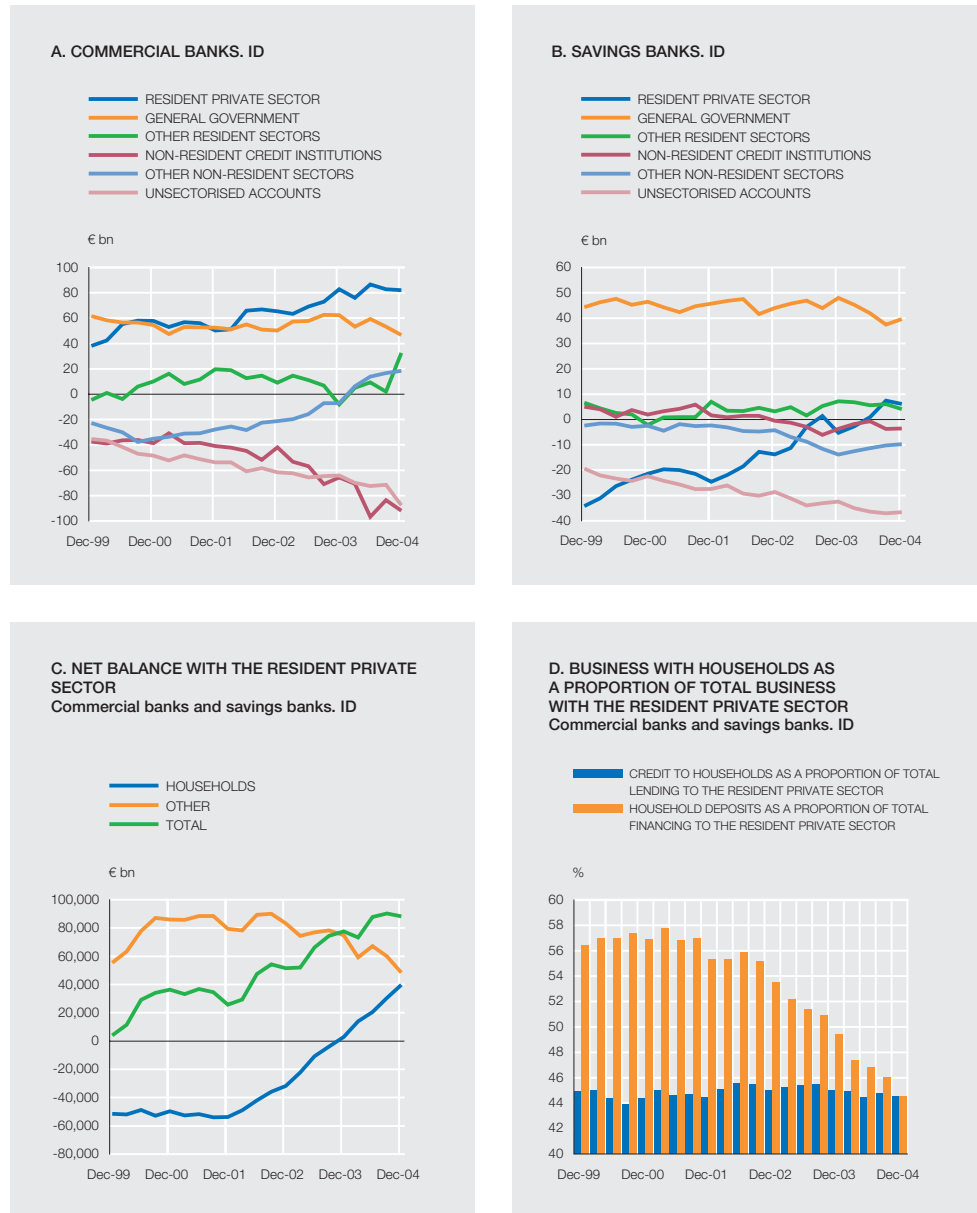 A. COMMERCIAL BANKS. ID
RESIDENT PRIVATE SECTOR
GENERAL GOVERNMENT
OTHER RESIDENT SECTORS
NON-RESIDENT CREDIT INSTITUTIONS
OTHER NON-RESIDENT SECTORS
UNSECTORISED ACCOUNTS
€ bn
100
80
60
40
20
0
-20
-40
-60
-80
-100
Dec-99 Dec-00 Dec-01 Dec-02 Dec-03 Dec-04
B. SAVINGS BANKS. ID
RESIDENT PRIVATE SECTOR
GENERAL GOVERNMENT
OTHER RESIDENT SECTORS
NON-RESIDENT CREDIT INSTITUTIONS
OTHER NON-RESIDENT SECTORS
UNSECTORISED ACCOUNTS
€ bn
60
50
40
30
20
10
0
-10
-20
-30
-40
Dec-99 Dec-00 Dec-01 Dec-02 Dec-03 Dec-04
C. NET BALANCE WITH THE RESIDENT PRIVATE
SECTOR
Commercial banks and savings banks. ID
HOUSEHOLDS
OTHER
TOTAL
€ bn
100,000
80,000
60,000
40,000
20,000
0
-20,000
-40,000
-60,000
-80,000
Dec-99 Dec-00 Dec-01 Dec-02 Dec-03 Dec-04
D. BUSINESS WITH HOUSEHOLDS AS
A PROPORTION OF TOTAL BUSINESS
WITH THE RESIDENT PRIVATE SECTOR
Commercial banks and savings banks. ID
CREDIT TO HOUSEHOLDS AS A PROPORTION OF TOTAL
LENDING TO THE RESIDENT PRIVATE SECTOR
HOUSEHOLD DEPOSITS AS A PROPORTION OF TOTAL
FINANCING TO THE RESIDENT PRIVATE SECTOR
%
60
58
56
54
52
50
48
46
44
42
40
Dec-99 Dec-00 Dec-01 Dec-02 Dec-03 Dec-04